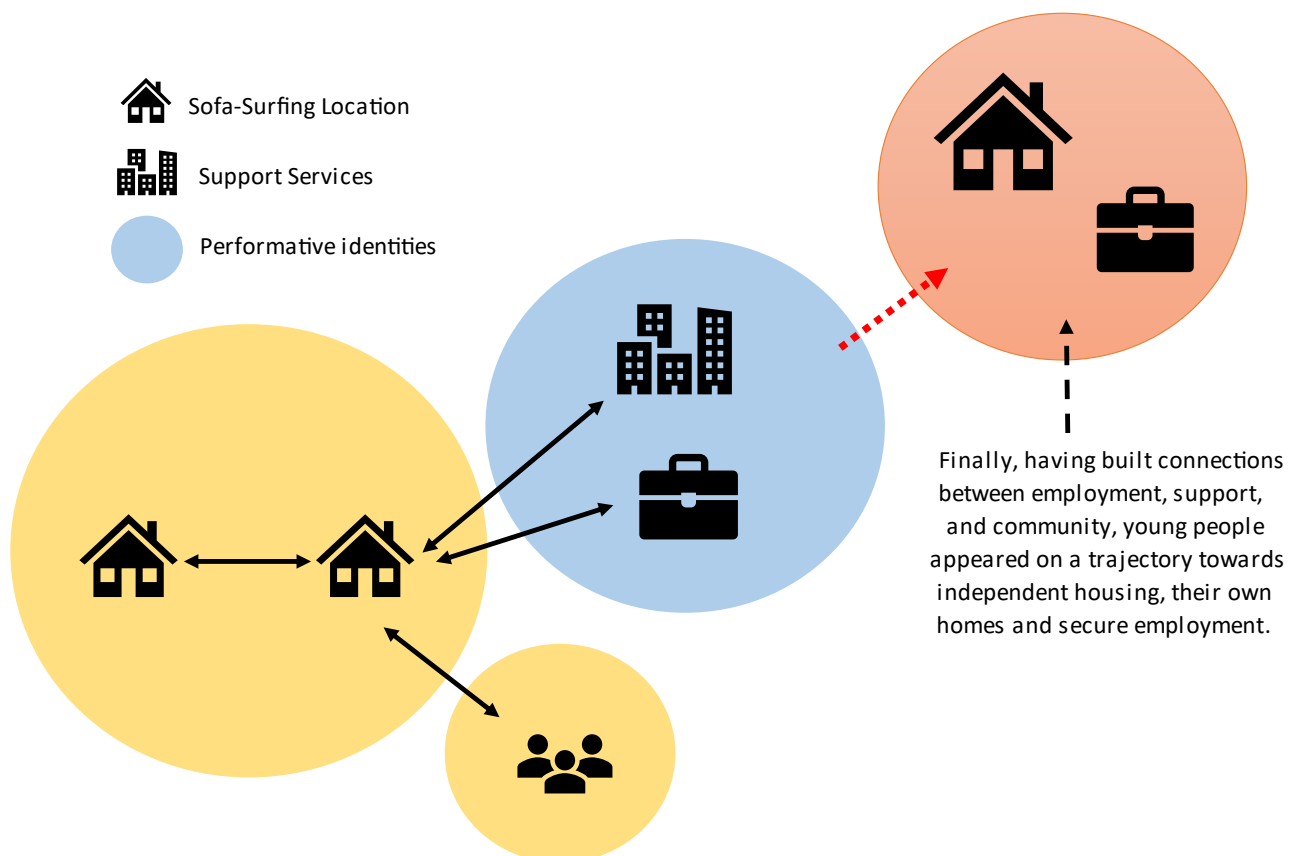 Sofa-Surfing Location
Support Services
Performative identities
Finally, having built connections
between employment, support,
and community, young people
appeared on a trajectory towards
independent housing, their own
homes and secure employment.